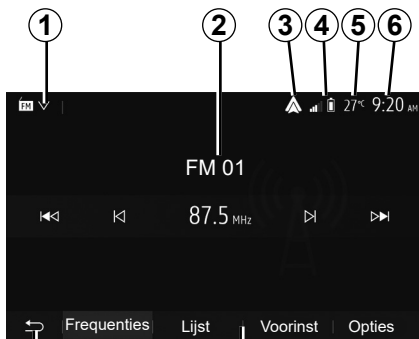 1 2 3 4 5 6
FM 27°C 9:20 AM
FM 01
87.5 MHz
Frequenties Lijst Voorinst Opties